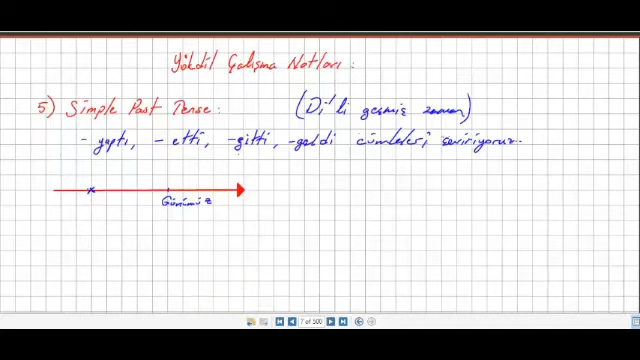 Yökdil Çalışma Notları:
5) Simple Past Tense: (Di'li geçmiş zaman)
- yaptı, - etti, - gitti, - geldi cümleleri çeviriyoruz.
Günümüz
7 of 500